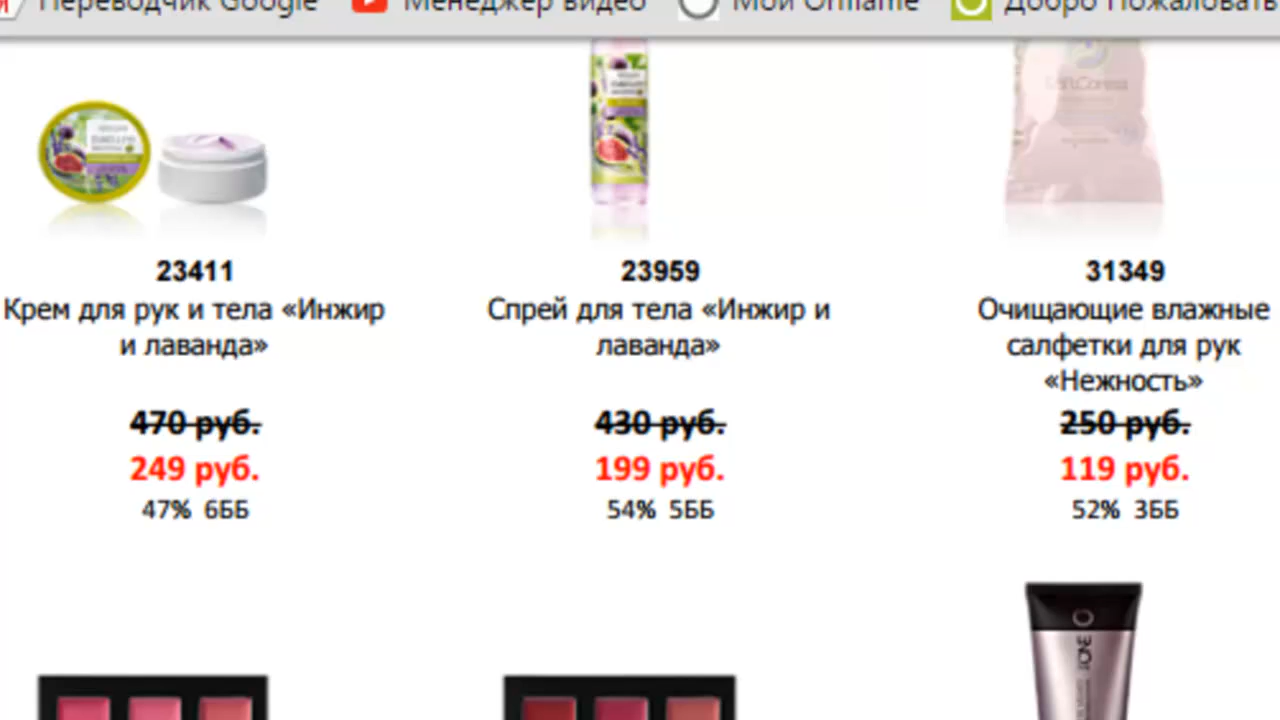 Переводчик Google Менеджер видео Мой Oriflame Добро Пожаловать
23411
Крем для рук и тела «Инжир
и лаванда»
470 руб.
249 руб.
47% 6ББ
23959
Спрей для тела «Инжир и
лаванда»
430 руб.
199 руб.
54% 5ББ
31349
Очищающие влажные
салфетки для рук
«Нежность»
250 руб.
119 руб.
52% 3ББ
ONE